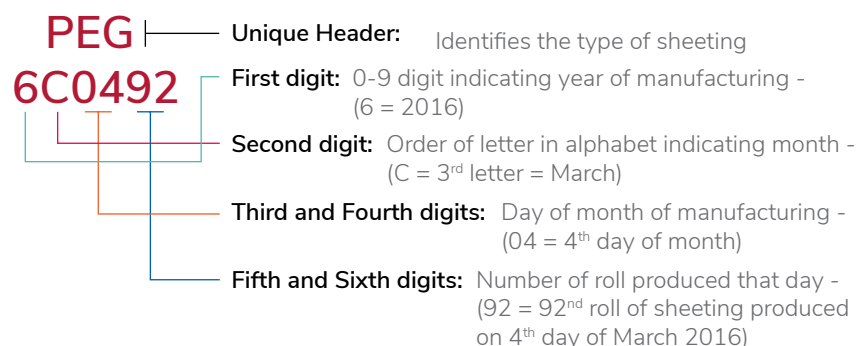 PEG
Unique Header: Identifies the type of sheeting
6C0492
First digit: 0-9 digit indicating year of manufacturing -
(6 = 2016)
Second digit: Order of letter in alphabet indicating month -
(C = 3rd letter = March)
Third and Fourth digits: Day of month of manufacturing -
(04 = 4th day of month)
Fifth and Sixth digits: Number of roll produced that day -
(92 = 92nd roll of sheeting produced
on 4th day of March 2016)